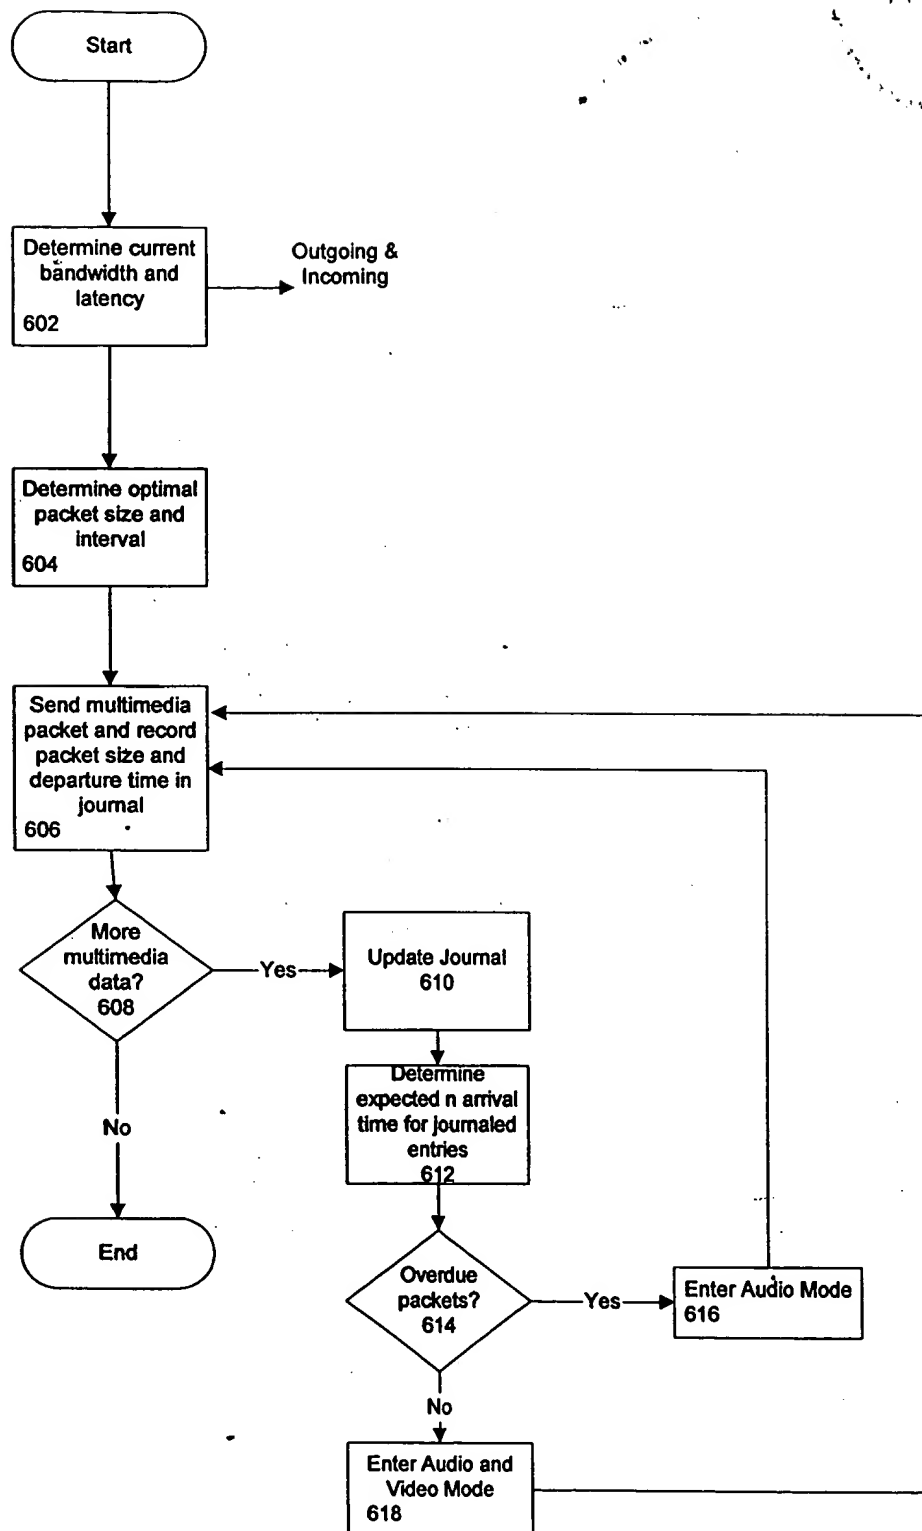 Start
Determine current
bandwidth and
latency
602
Outgoing &
Incoming
Determine optimal
packet size and
interval
604
Send multimedia
packet and record
packet size and
departure time in
journal
606
More
multimedia
data?
608
Yes
Update Journal
610
Determine
expected n arrival
time for journaled
entries
612
No
End
Overdue
packets?
614
Yes
Enter Audio Mode
616
No
Enter Audio and
Video Mode
618